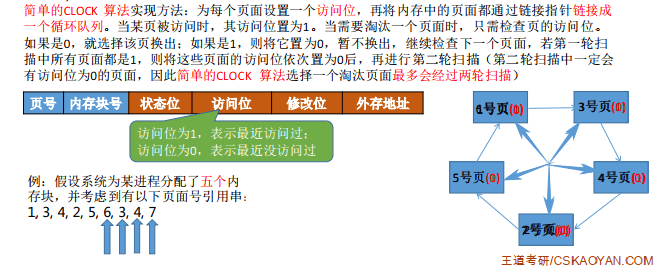 简单的CLOCK 算法实现方法：为每个页面设置一个访问位，再将内存中的页面都通过链接指针链接成
一个循环队列。当某页被访问时，其访问位置为1。当需要淘汰一个页面时，只需检查页的访问位。
如果是0，就选择该页换出；如果是1，则将它置为0，暂不换出，继续检查下一个页面，若第一轮扫
描中所有页面都是1，则将这些页面的访问位依次置为0后，再进行第二轮扫描（第二轮扫描中一定会
有访问位为0的页面，因此简单的CLOCK 算法选择一个淘汰页面最多会经过两轮扫描）
页号 内存块号 状态位 访问位 修改位 外存地址
访问位为1，表示最近访问过；
访问位为0，表示最近没访问过
例：假设系统为某进程分配了五个内
存块，并考虑到有以下页面号引用串：
1, 3, 4, 2, 5, 6, 3, 4, 7
号页
3号页
5号页
4号页
号页
王道考研/CSKAOYAN.COM